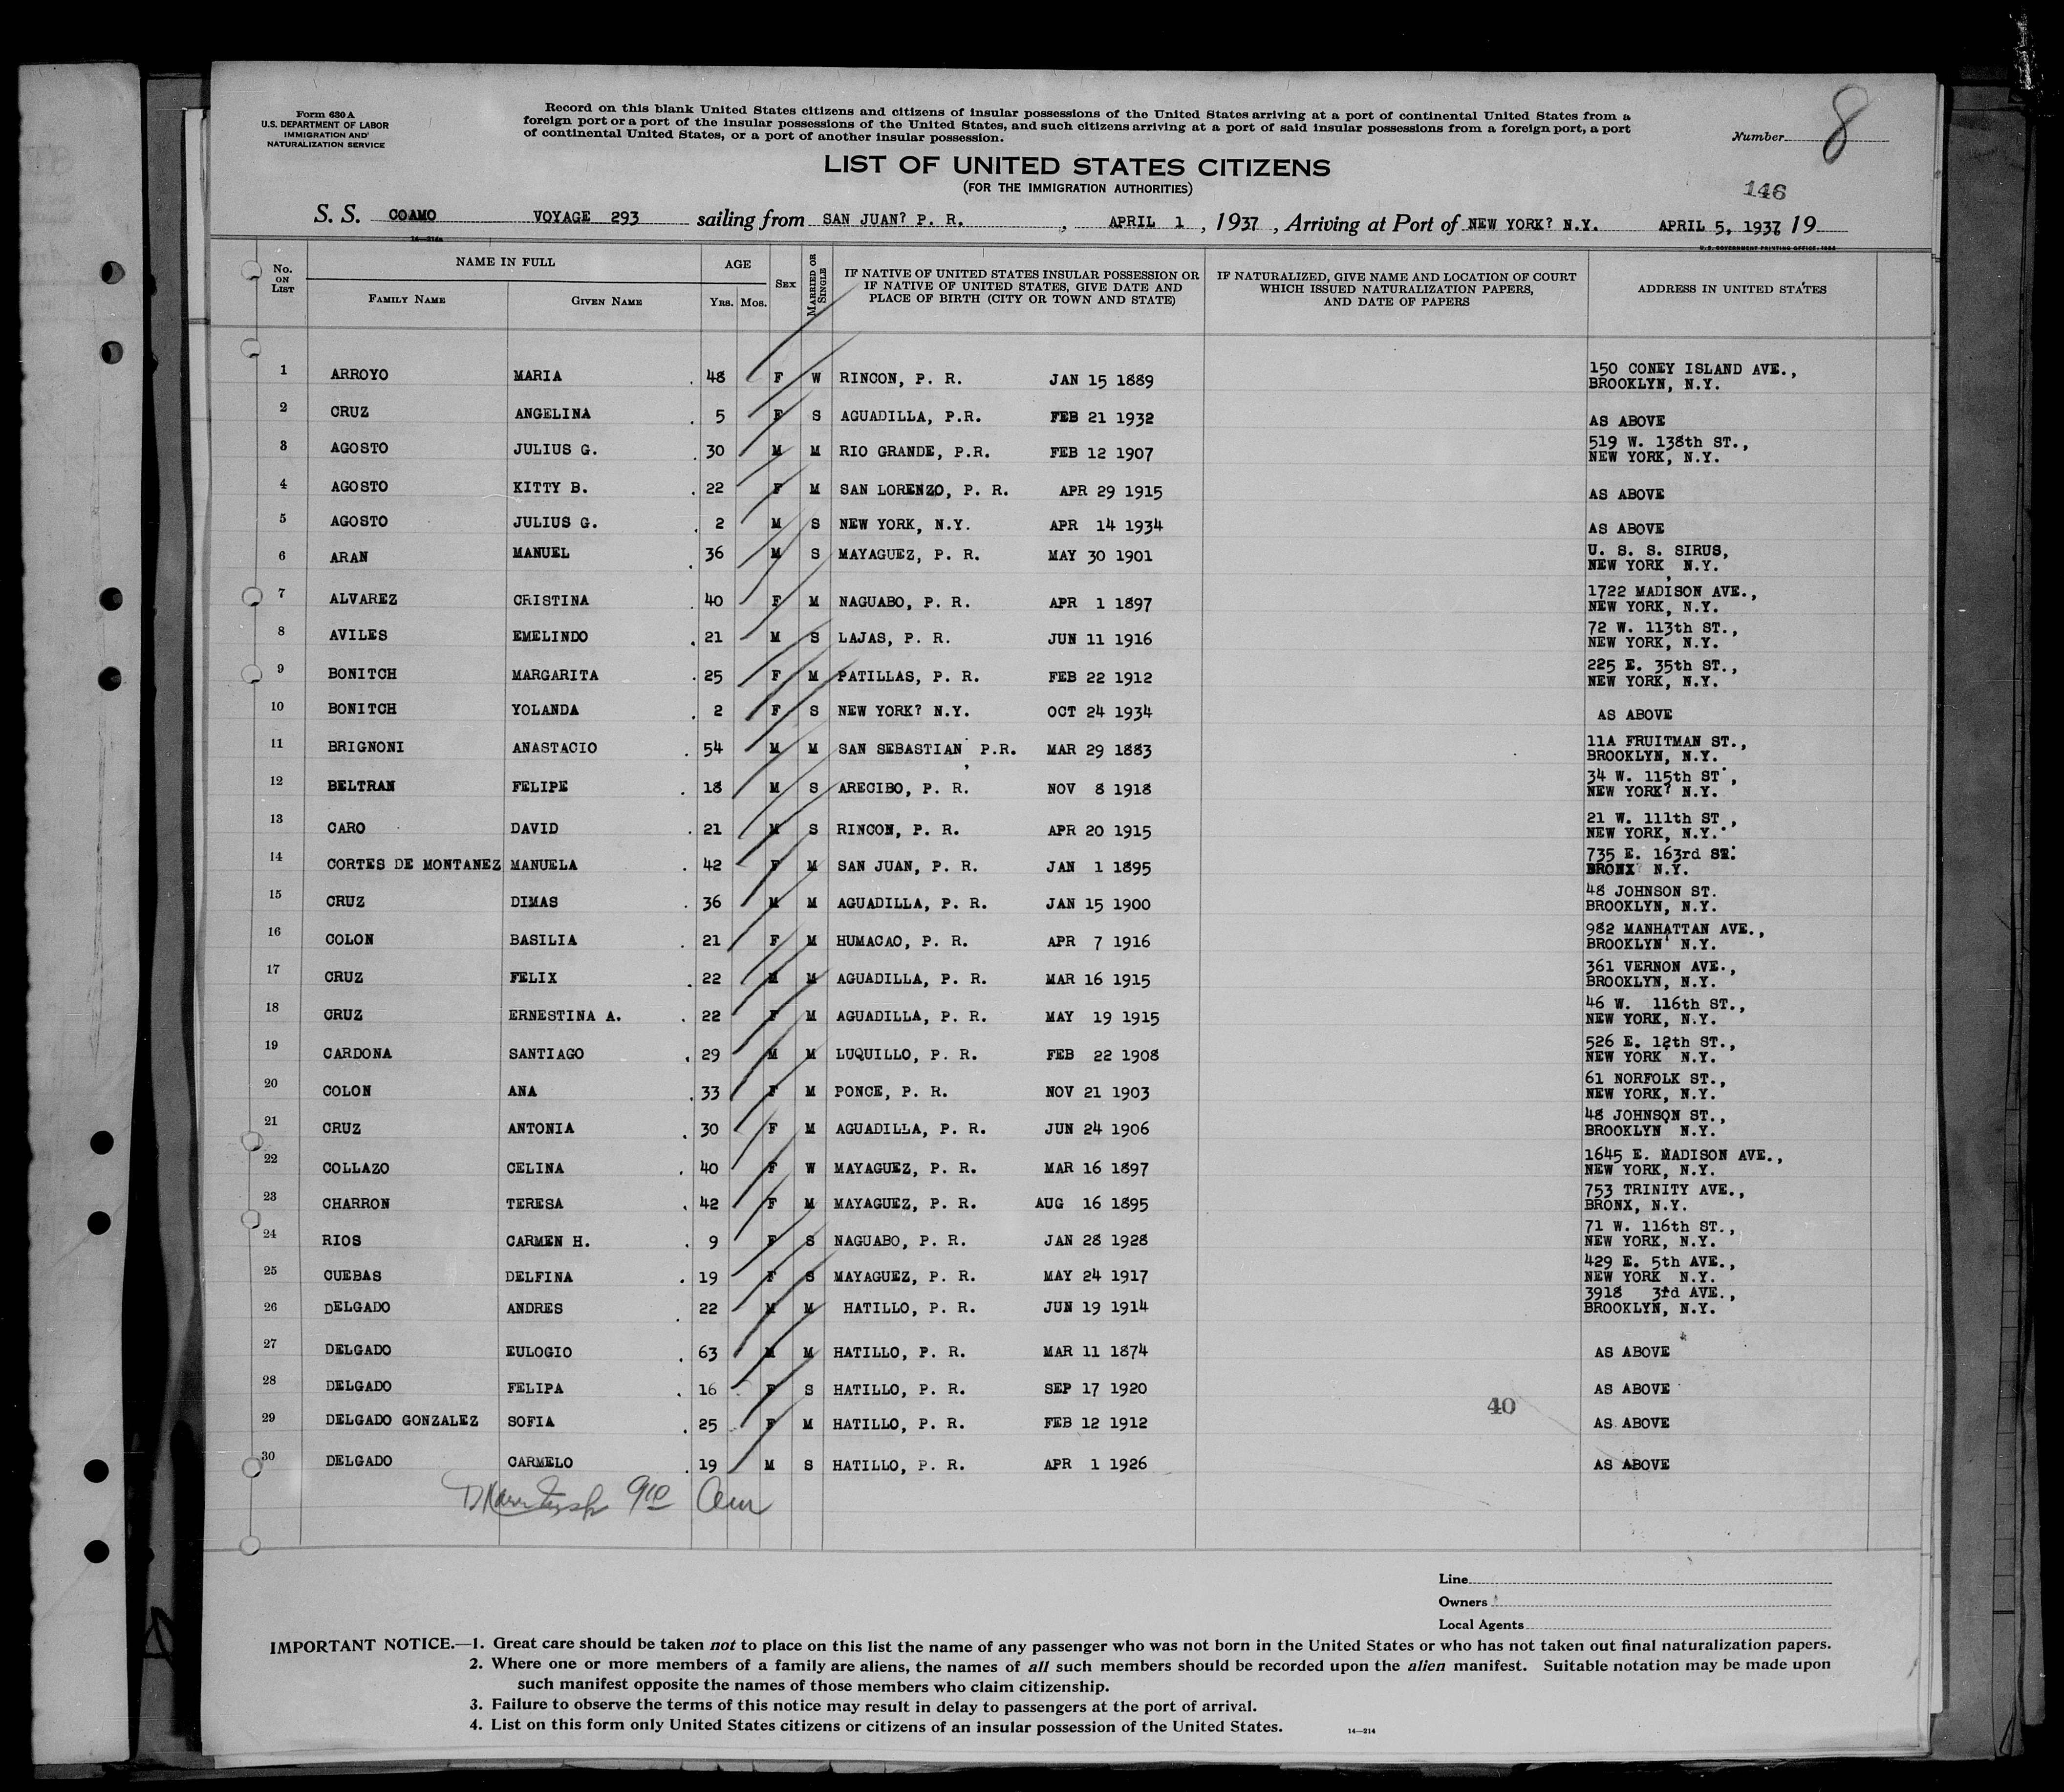 Form 630 A
U.S. DEPARTMENT OF LABOR
IMMIGRATION AND
NATURALIZATION SERVICE
Record on this blank United States citizens and citizens of insular possessions of the United States arriving at a port of continental United States from a
foreign port or a port of the insular possessions of the United States, and such citizens arriving at a port of said insular possessions from a foreign port, a port
of continental United States, or a port of another insular possession.
Number 8
LIST OF UNITED STATES CITIZENS
(FOR THE IMMIGRATION AUTHORITIES)
146
S. S. COAMO VOYAGE 293 sailing from SAN JUAN? P. R. , APRIL 1 , 1937 , Arriving at Port of NEW YORK? N.Y. APRIL 5, 1937 19
14—214a
U. S. GOVERNMENT PRINTING OFFICE: 1935
No. ON LIST
NAME IN FULL
FAMILY NAME GIVEN NAME
AGE
YRS. MOS.
SEX
MARRIED OR SINGLE
IF NATIVE OF UNITED STATES INSULAR POSSESSION OR
IF NATIVE OF UNITED STATES, GIVE DATE AND
PLACE OF BIRTH (CITY OR TOWN AND STATE)
IF NATURALIZED, GIVE NAME AND LOCATION OF COURT
WHICH ISSUED NATURALIZATION PAPERS,
AND DATE OF PAPERS
ADDRESS IN UNITED STATES
1 ARROYO MARIA 48 F W RINCON, P. R. JAN 15 1889 150 CONEY ISLAND AVE.,
BROOKLYN, N.Y.
2 CRUZ ANGELINA 5 F S AGUADILLA, P.R. FEB 21 1932 AS ABOVE
3 AGOSTO JULIUS G. 30 M M RIO GRANDE, P.R. FEB 12 1907 519 W. 138th ST.,
NEW YORK, N.Y.
4 AGOSTO KITTY B. 22 F M SAN LORENZO, P. R. APR 29 1915 AS ABOVE
5 AGOSTO JULIUS G. 2 M S NEW YORK, N.Y. APR 14 1934 AS ABOVE
6 ARAN MANUEL 36 M S MAYAGUEZ, P. R. MAY 30 1901 U. S. S. SIRUS,
NEW YORK, N.Y.
7 ALVAREZ CRISTINA 40 F M NAGUABO, P. R. APR 1 1897 1722 MADISON AVE.,
NEW YORK, N.Y.
8 AVILES EMELINDO 21 M S LAJAS, P. R. JUN 11 1916 72 W. 113th ST.,
NEW YORK, N.Y.
9 BONITCH MARGARITA 25 F M PATILLAS, P. R. FEB 22 1912 225 E. 35th ST.,
NEW YORK, N.Y.
10 BONITCH YOLANDA 2 F S NEW YORK? N.Y. OCT 24 1934 AS ABOVE
11 BRIGNONI ANASTACIO 54 M M SAN SEBASTIAN, P.R. MAR 29 1883 11A FRUITMAN ST.,
BROOKLYN, N.Y.
12 BELTRAN FELIPE 18 M S ARECIBO, P. R. NOV 8 1918 34 W. 115th ST.,
NEW YORK? N.Y.
13 CARO DAVID 21 M S RINCON, P. R. APR 20 1915 21 W. 111th ST.,
NEW YORK, N.Y.
14 CORTES DE MONTANEZ MANUELA 42 F M SAN JUAN, P. R. JAN 1 1895 735 E. 163rd ST.
BRONX? N.Y.
15 CRUZ DIMAS 36 M M AGUADILLA, P. R. JAN 15 1900 48 JOHNSON ST.
BROOKLYN, N.Y.
16 COLON BASILIA 21 F M HUMACAO, P. R. APR 7 1916 982 MANHATTAN AVE.,
BROOKLYN, N.Y.
17 CRUZ FELIX 22 M M AGUADILLA, P. R. MAR 16 1915 361 VERNON AVE.,
BROOKLYN, N.Y.
18 CRUZ ERNESTINA A. 22 F M AGUADILLA, P. R. MAY 19 1915 46 W. 116th ST.,
NEW YORK, N.Y.
19 CARDONA SANTIAGO 29 M M LUQUILLO, P. R. FEB 22 1908 526 E. 12th ST.,
NEW YORK N.Y.
20 COLON ANA 33 F M PONCE, P. R. NOV 21 1903 61 NORFOLK ST.,
NEW YORK, N.Y.
21 CRUZ ANTONIA 30 F M AGUADILLA, P. R. JUN 24 1906 48 JOHNSON ST.,
BROOKLYN, N.Y.
22 COLLAZO CELINA 40 F W MAYAGUEZ, P. R. MAR 16 1897 1645 E. MADISON AVE.,
NEW YORK, N.Y.
23 CHARRON TERESA 42 F M MAYAGUEZ, P. R. AUG 16 1895 753 TRINITY AVE.,
BRONX, N.Y.
24 RIOS CARMEN H. 9 F S NAGUABO, P. R. JAN 28 1928 71 W. 116th ST.,
NEW YORK, N.Y.
25 CUEBAS DELFINA 19 F S MAYAGUEZ, P. R. MAY 24 1917 429 E. 5th AVE.,
NEW YORK N.Y.
26 DELGADO ANDRES 22 M M HATILLO, P. R. JUN 19 1914 3918 3rd AVE.,
BROOKLYN, N.Y.
27 DELGADO EULOGIO 63 M M HATILLO, P. R. MAR 11 1874 AS ABOVE
28 DELGADO FELIPA 16 F S HATILLO, P. R. SEP 17 1920 AS ABOVE
29 DELGADO GONZALEZ SOFIA 25 F M HATILLO, P. R. FEB 12 1912 AS ABOVE
40
30 DELGADO CARMELO 19 M S HATILLO, P. R. APR 1 1926 AS ABOVE
910
Line
Owners
Local Agents
IMPORTANT NOTICE.—1. Great care should be taken not to place on this list the name of any passenger who was not born in the United States or who has not taken out final naturalization papers.
2. Where one or more members of a family are aliens, the names of all such members should be recorded upon the alien manifest. Suitable notation may be made upon
such manifest opposite the names of those members who claim citizenship.
3. Failure to observe the terms of this notice may result in delay to passengers at the port of arrival.
4. List on this form only United States citizens or citizens of an insular possession of the United States.
14—214